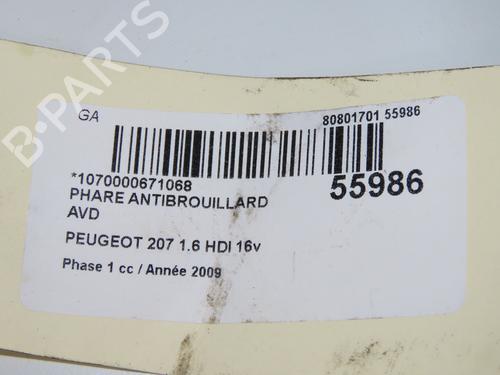 GA
80801701 55986
*1070000671068
55986
PHARE ANTIBROUILLARD
AVD
PEUGEOT 207 1.6 HDI 16v
Phase 1 cc / Année 2009
B-PARTS